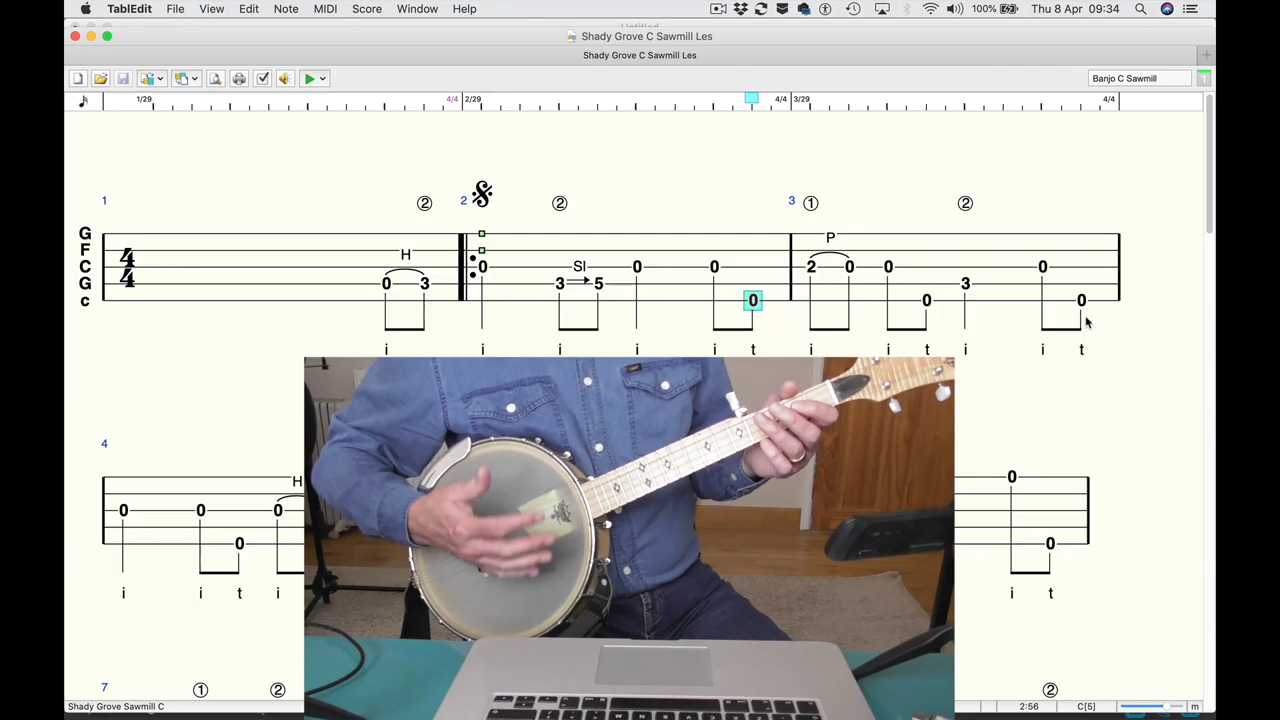 TablEdit File View Edit Note MIDI Score Window Help 100% Thu 8 Apr 09:34
Shady Grove C Sawmill Les
Shady Grove C Sawmill Les
Banjo C Sawmill 1
1/29 4/4 2/29 4/4 3/29 4/4
1 ② 2 ② 3 ① ②
H SI P
G
F
C 4 0 0 0 2 0 0 0
G 4 0 3 3 5 3
c 0 0 0
i i i i i t i i t i i t
4
H
0 0 0 0
0 0
i i t i i t
7 ① ② ②
Shady Grove Sawmill C 2:56 C[5] m